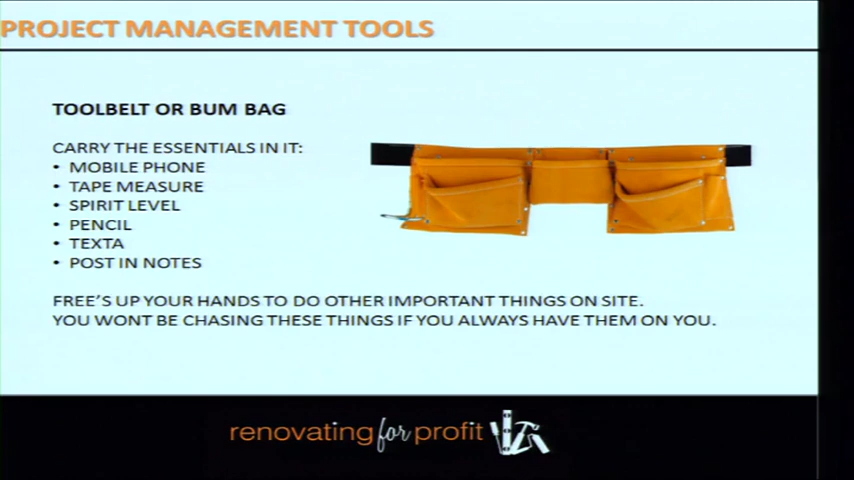 PROJECT MANAGEMENT TOOLS
TOOLBELT OR BUM BAG
CARRY THE ESSENTIALS IN IT:
• MOBILE PHONE
• TAPE MEASURE
• SPIRIT LEVEL
• PENCIL
• TEXTA
• POST IN NOTES
FREE'S UP YOUR HANDS TO DO OTHER IMPORTANT THINGS ON SITE.
YOU WONT BE CHASING THESE THINGS IF YOU ALWAYS HAVE THEM ON YOU.
renovating for profit